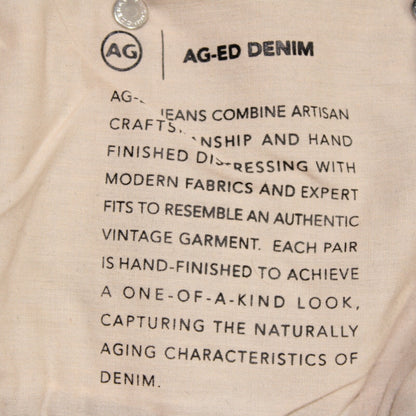 AG
AG-ED DENIM
JEANS COMBINE ARTISAN
AND HAND
FINISHED DISTRESSING WITH
MODERN FABRICS AND EXPERT
FITS TO RESEMBLE AN AUTHENTIC
VINTAGE GARMENT. EACH PAIR
IS HAND-FINISHED TO ACHIEVE
A ONE-OF-A-KIND LOOK,
CAPTURING THE NATURALLY
AGING CHARACTERISTICS OF
DENIM.